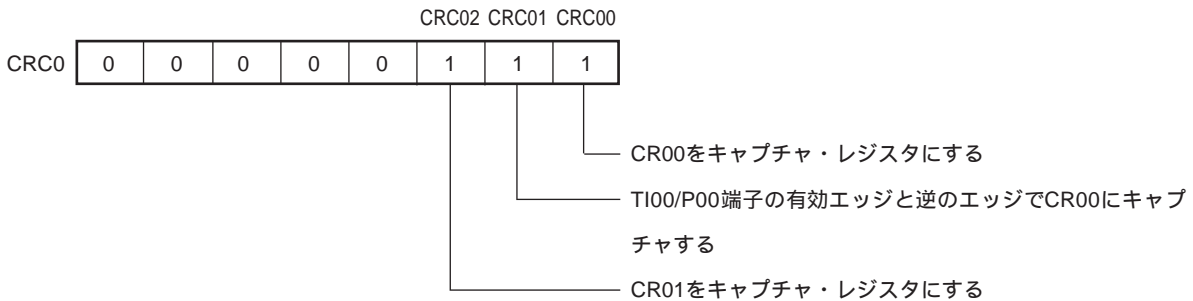 CRC02 CRC01 CRC00
CRC0 0 0 0 0 0 1 1 1
CR00をキャプチャ・レジスタにする
TI00/P00端子の有効エッジと逆のエッジでCR00にキャプ
チャする
CR01をキャプチャ・レジスタにする